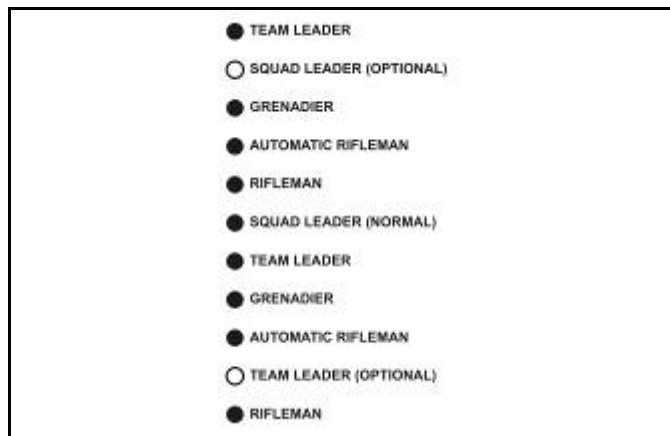 TEAM LEADER
SQUAD LEADER (OPTIONAL)
GRENADIER
AUTOMATIC RIFLEMAN
RIFLEMAN
SQUAD LEADER (NORMAL)
TEAM LEADER
GRENADIER
AUTOMATIC RIFLEMAN
TEAM LEADER (OPTIONAL)
RIFLEMAN